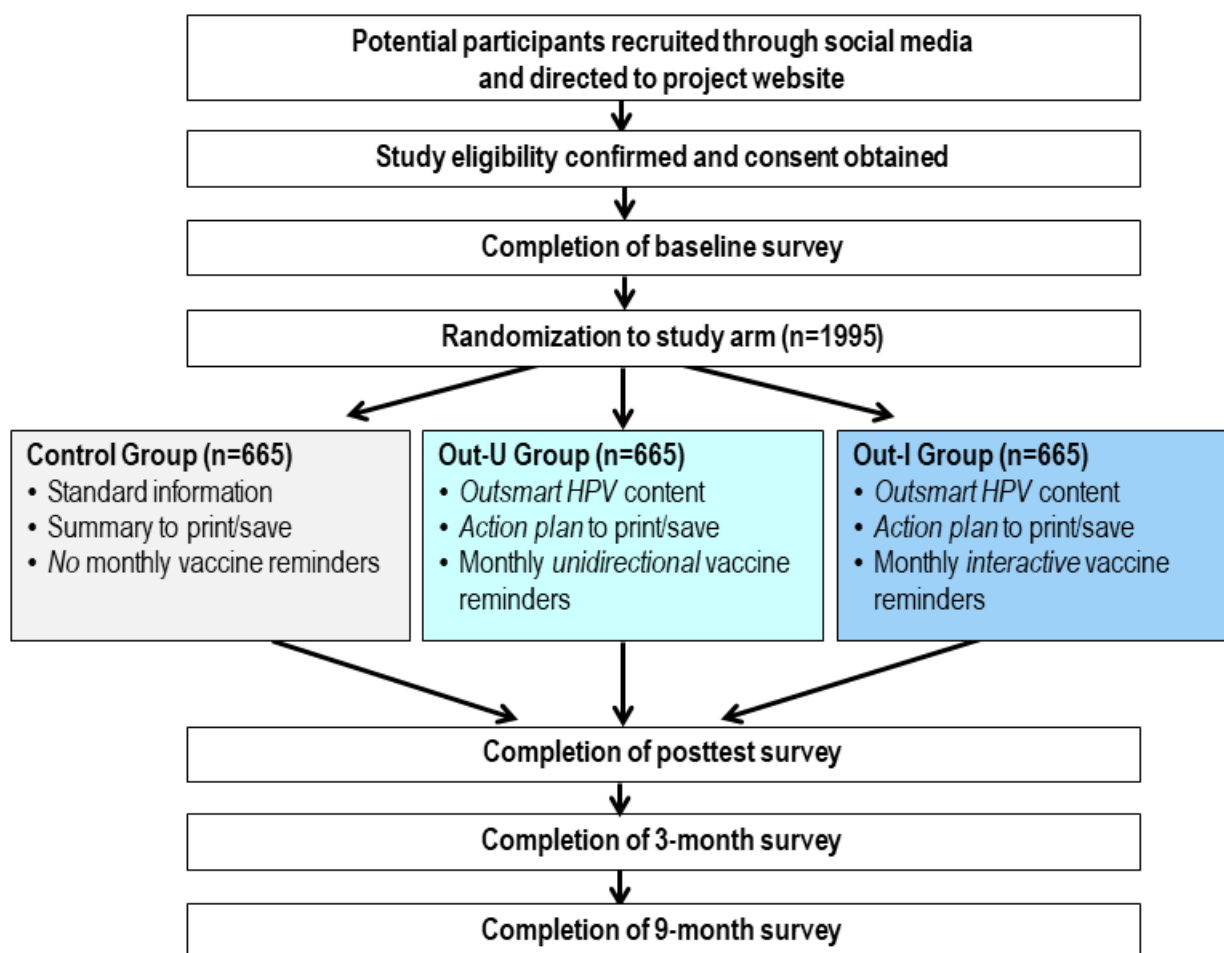 Potential participants recruited through social media
and directed to project website
Study eligibility confirmed and consent obtained
Completion of baseline survey
Randomization to study arm (n=1995)
Control Group (n=665)
• Standard information
• Summary to print/save
• No monthly vaccine reminders
Out-U Group (n=665)
• Outsmart HPV content
• Action plan to print/save
• Monthly unidirectional vaccine
reminders
Out-I Group (n=665)
• Outsmart HPV content
• Action plan to print/save
• Monthly interactive vaccine
reminders
Completion of posttest survey
Completion of 3-month survey
Completion of 9-month survey